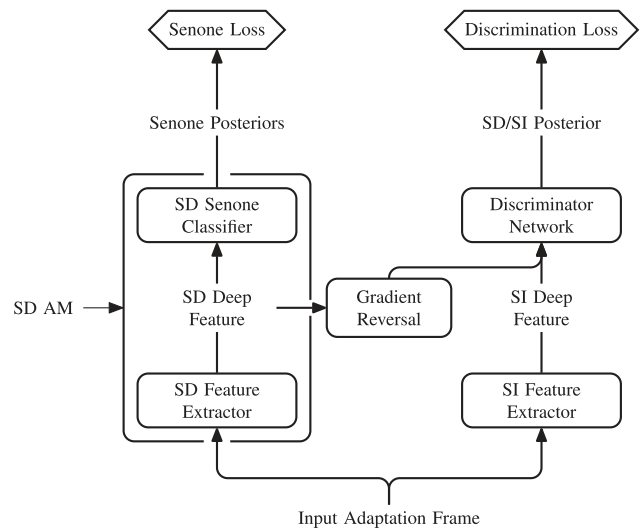 Senone Loss
Discrimination Loss
Senone Posteriors
SD/SI Posterior
SD Senone
Classifier
Discriminator
Network
SD AM
SD Deep
Feature
Gradient
Reversal
SI Deep
Feature
SD Feature
Extractor
SI Feature
Extractor
Input Adaptation Frame